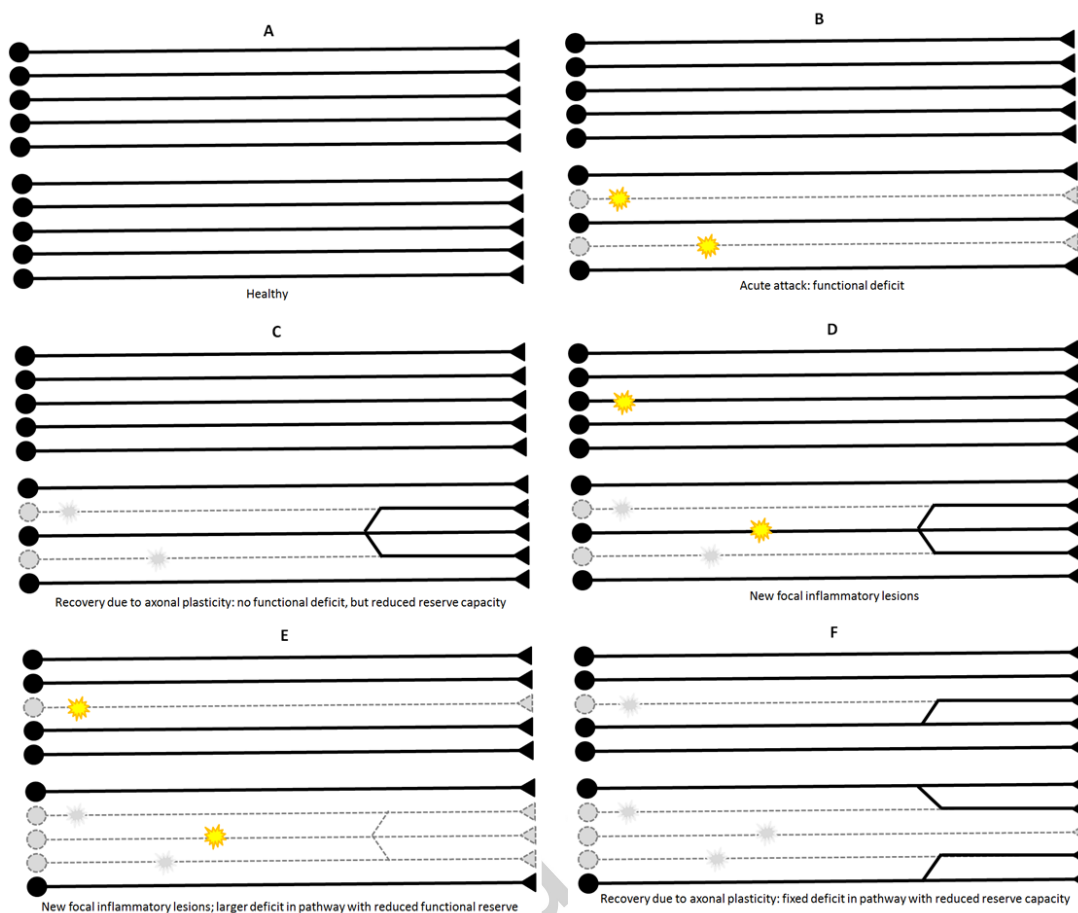 A
B
Healthy
Acute attack: functional deficit
C
D
Recovery due to axonal plasticity: no functional deficit, but reduced reserve capacity
New focal inflammatory lesions
E
F
New focal inflammatory lesions; larger deficit in pathway with reduced functional reserve
Recovery due to axonal plasticity: fixed deficit in pathway with reduced reserve capacity